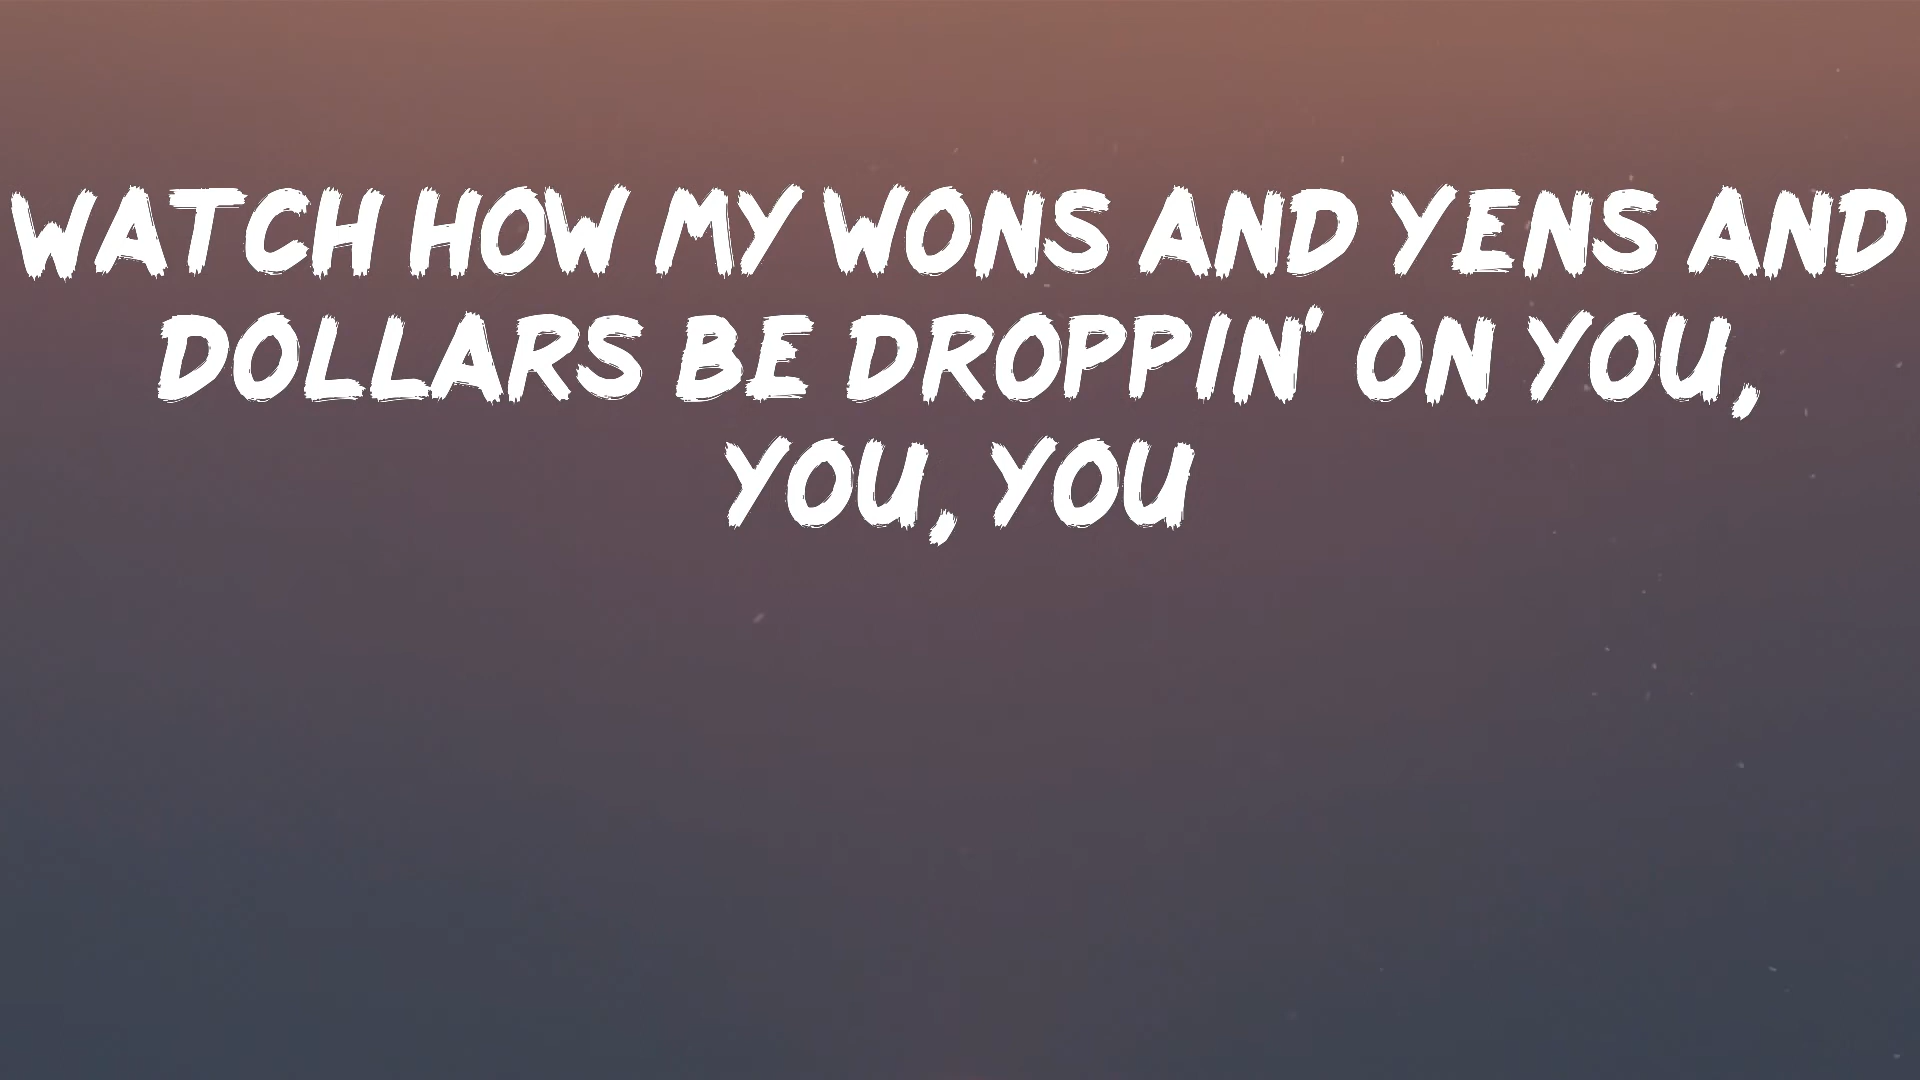 WATCH HOW MY WONS AND YENS AND
DOLLARS BE DROPPIN' ON YOU,
YOU, YOU